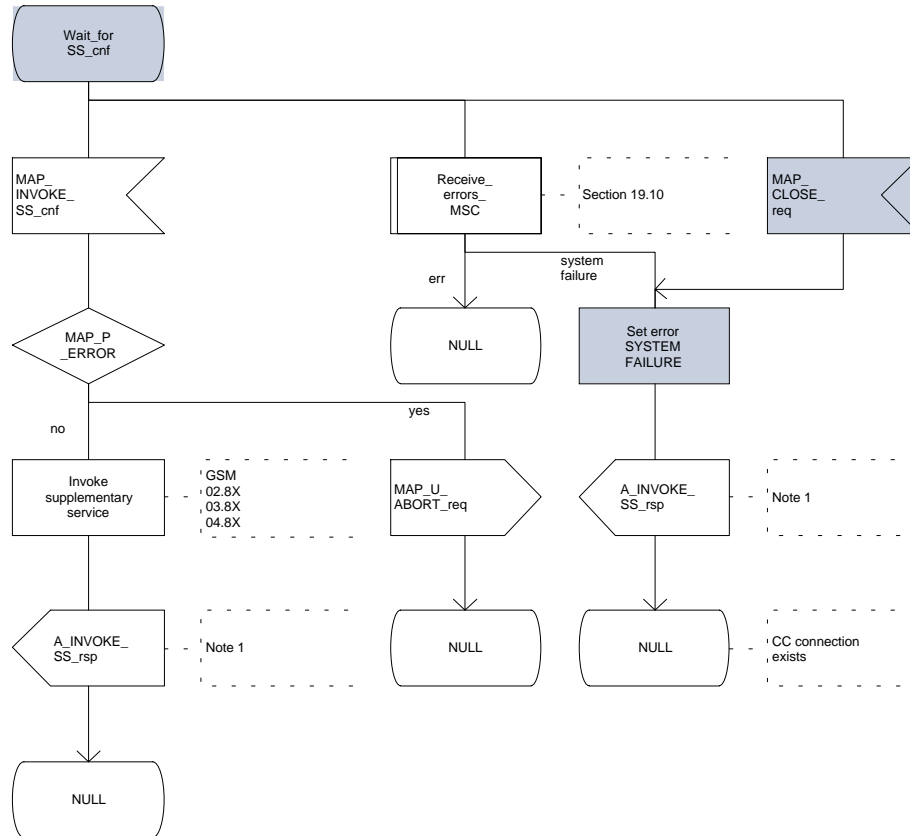 Wait_for
SS_cnf
MAP_
INVOKE_
SS_cnf
Receive_
errors_
MSC
Section 19.10
MAP_
CLOSE_
req
err
system
failure
MAP_P
_ERROR
NULL
Set error
SYSTEM
FAILURE
no
yes
Invoke
supplementary
service
GSM
02.8X
03.8X
04.8X
MAP_U_
ABORT_req
A_INVOKE_
SS_rsp
Note 1
A_INVOKE_
SS_rsp
Note 1
NULL
NULL
CC connection
exists
NULL